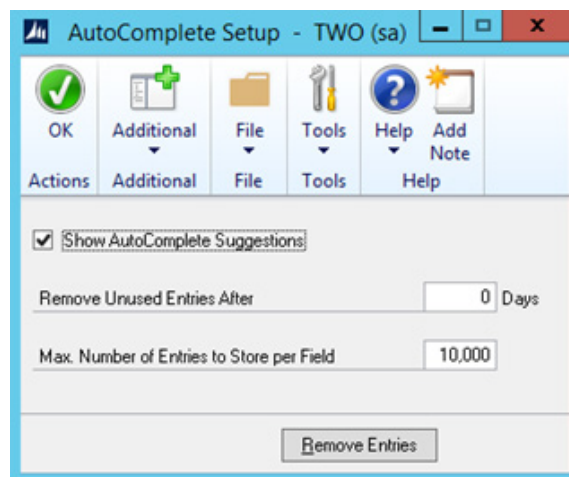 AutoComplete Setup - TWO (sa)
OK Additional File Tools Help Add Note
Actions Additional File Tools Help
Show AutoComplete Suggestions
Remove Unused Entries After 0 Days
Max. Number of Entries to Store per Field 10,000
Remove Entries